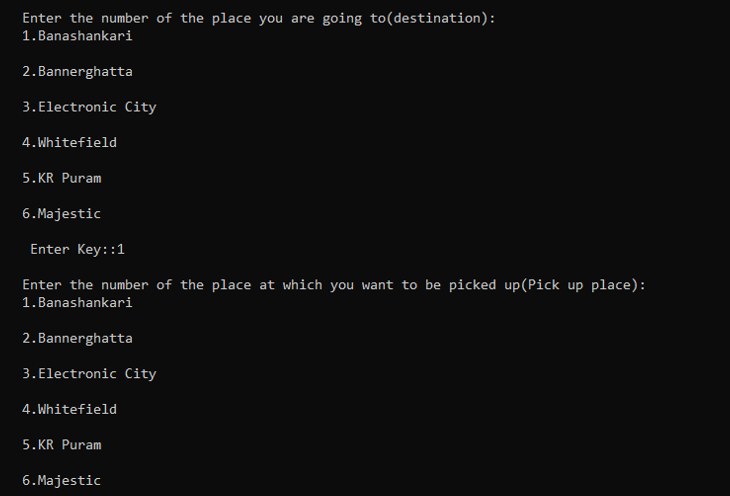 Enter the number of the place you are going to(destination):
1.Banashankari
2.Bannerghatta
3.Electronic City
4.Whitefield
5.KR Puram
6.Majestic
Enter Key::1
Enter the number of the place at which you want to be picked up(Pick up place):
1.Banashankari
2.Bannerghatta
3.Electronic City
4.Whitefield
5.KR Puram
6.Majestic